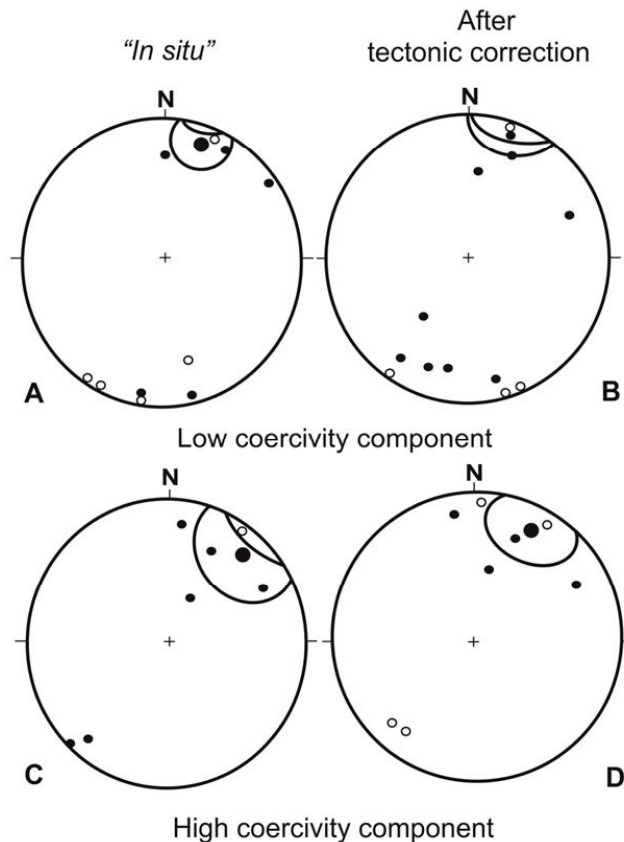 “In situ”
After
tectonic correction
N
N
A
B
Low coercivity component
N
N
C
D
High coercivity component